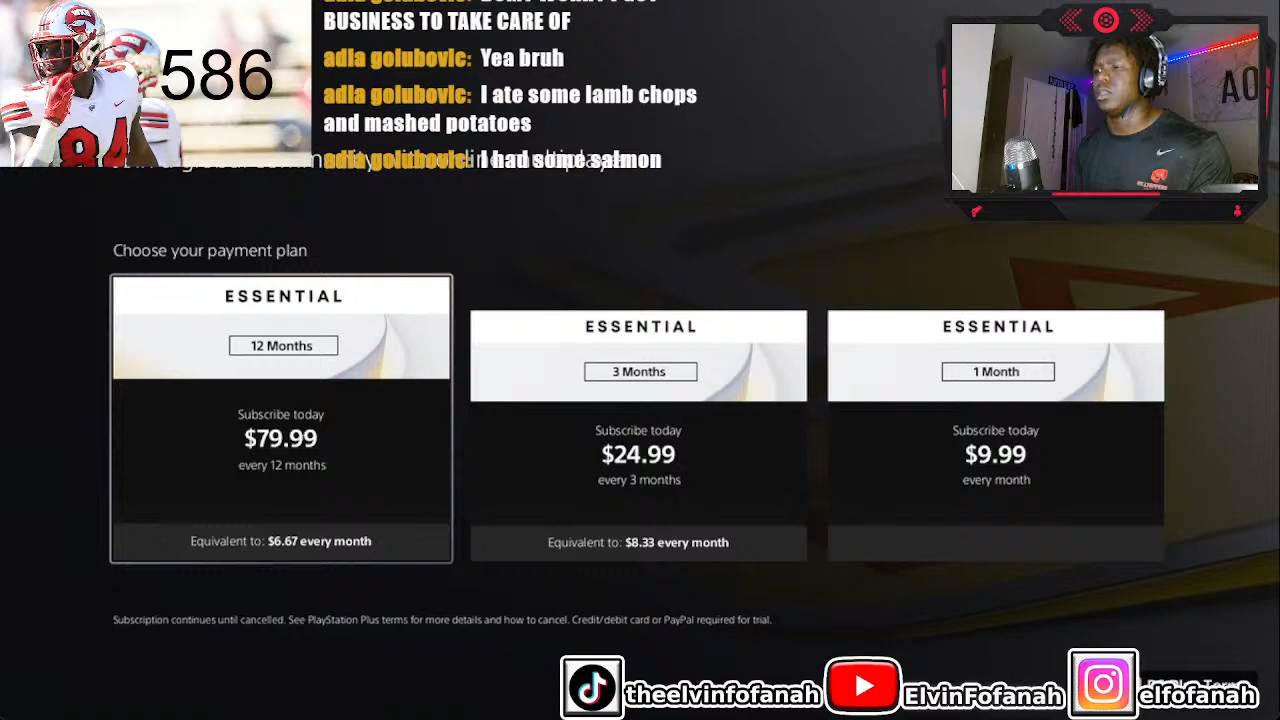 586
WKU
84
BUSINESS TO TAKE CARE OF
adla golubovic: Yea bruh
adla golubovic: I ate some lamb chops
and mashed potatoes
adla golubovic: I had some salmon
AO
Choose your payment plan
ESSENTIAL
12 Months
Subscribe today
$79.99
every 12 months
Equivalent to: $6.67 every month
ESSENTIAL
3 Months
Subscribe today
$24.99
every 3 months
Equivalent to: $8.33 every month
ESSENTIAL
1 Month
Subscribe today
$9.99
every month
Subscription continues until cancelled. See PlayStation Plus terms for more details and how to cancel. Credit/debit card or PayPal required for trial.
theelvinfofanah
ElvinFofanah
elfofanah